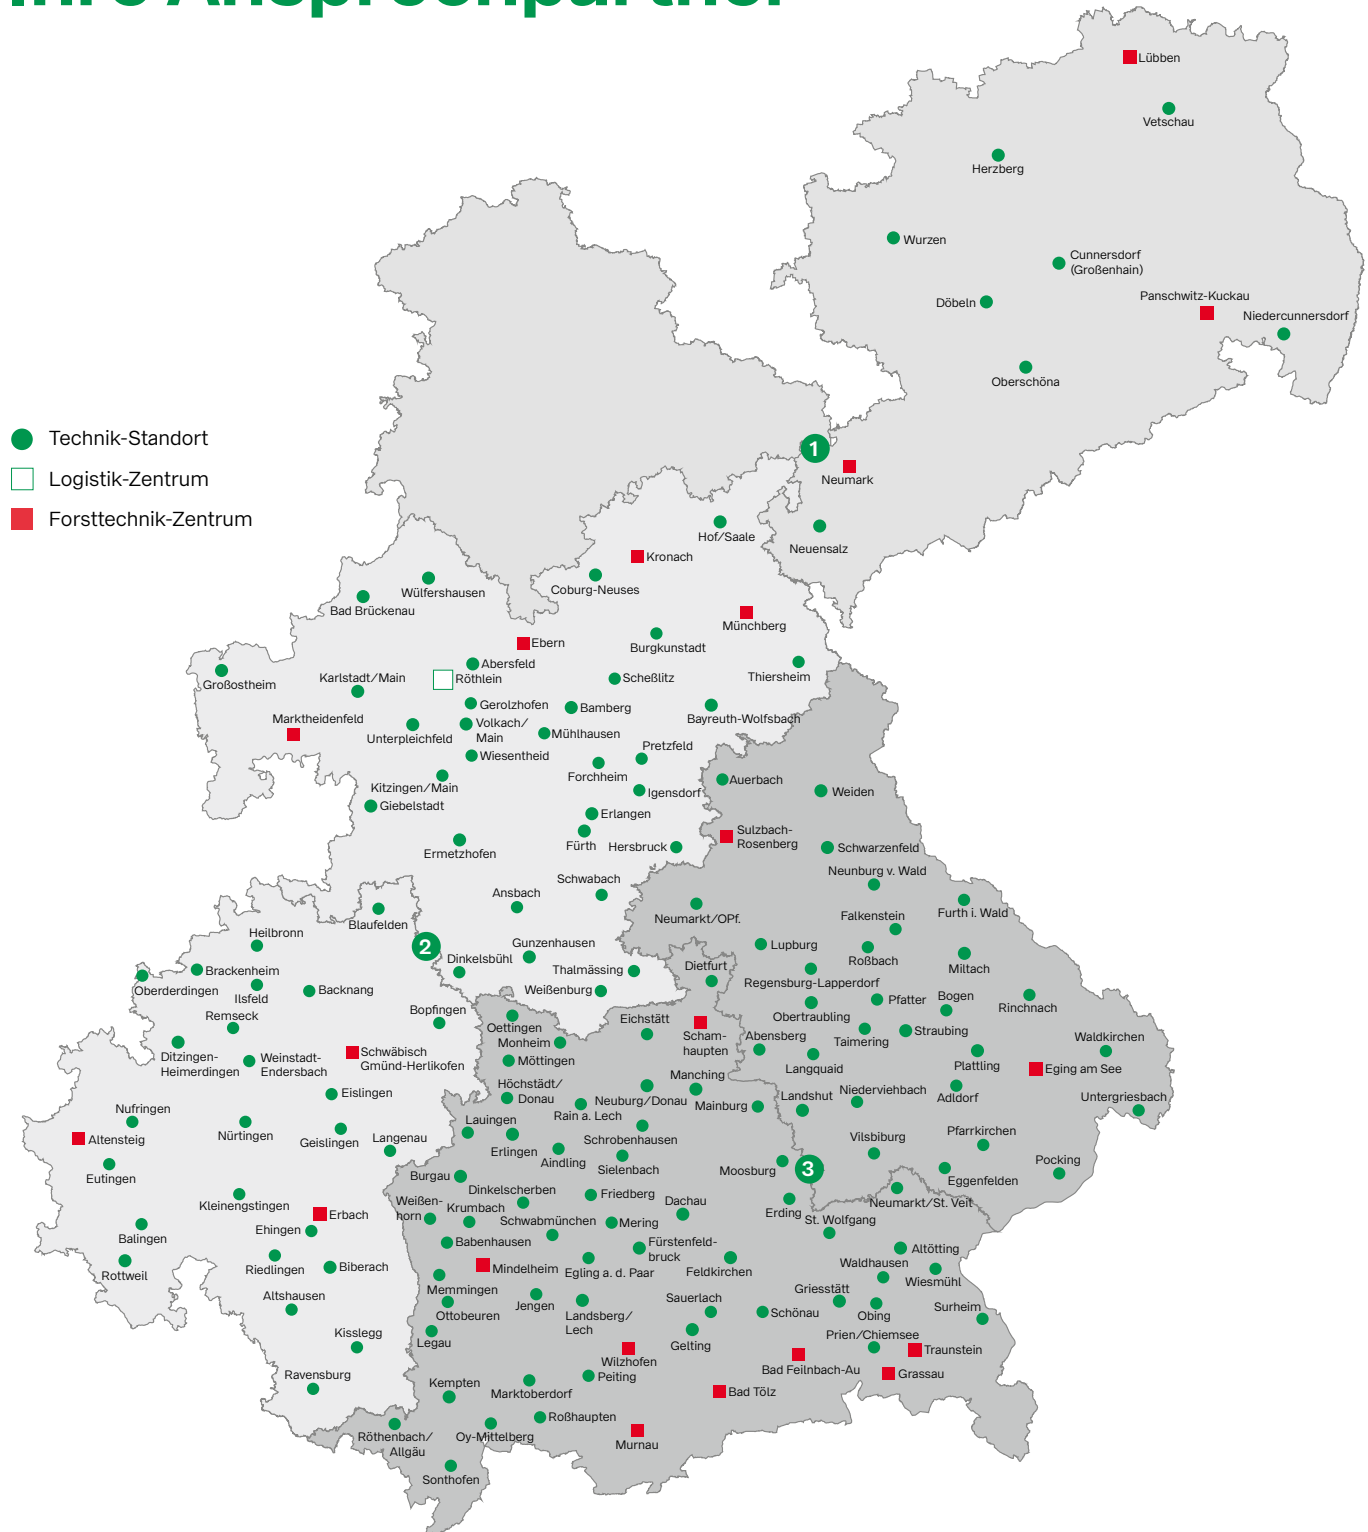 Ihre Ansprechpartner
Lübben
Vetschau
Herzberg
Wurzen
Cunnersdorf
(Großenhain)
Döbeln
Panschwitz-Kuckau
Niedercunnersdorf
Oberschöna
Technik-Standort
Logistik-Zentrum
Forsttechnik-Zentrum
1
Neumark
Neuensalz
Hof/Saale
Kronach
Coburg-Neuses
Wülfershausen
Bad Brückenau
Münchberg
Burgkunstadt
Ebern
Abersfeld
Röthlein
Scheßlitz
Thiersheim
Großostheim
Karlstadt/Main
Gerolzhofen
Bamberg
Bayreuth-Wolfsbach
Marktheidenfeld
Unterpleichfeld
Volkach/
Main
Mühlhausen
Wiesentheid
Pretzfeld
Forchheim
Kitzingen/Main
Igensdorf
Giebelstadt
Erlangen
Fürth
Hersbruck
Ermetzhofen
Schwabach
Ansbach
Auerbach
Weiden
Sulzbach-
Rosenberg
Schwarzenfeld
Neunburg v. Wald
Neumarkt/OPf.
Falkenstein
Furth i. Wald
Blaufelden
Heilbronn
2
Dinkelsbühl
Gunzenhausen
Thalmässing
Weißenburg
Dietfurt
Lupburg
Roßbach
Miltach
Regensburg-Lapperdorf
Brackenheim
Oberderdingen
Ilsfeld
Backnang
Remseck
Bopfingen
Oettingen
Monheim
Eichstätt
Scham-
haupten
Obertraubling
Pfatter
Bogen
Rinchnach
Abensberg
Taimering
Straubing
Waldkirchen
Ditzingen-
Heimerdingen
Weinstadt-
Endersbach
Schwäbisch
Gmünd-Herlikofen
Möttingen
Langquaid
Plattling
Eging am See
Eislingen
Höchstädt/
Donau
Manching
Neuburg/Donau
Rain a. Lech
Mainburg
Landshut
Niederviehbach
Adldorf
Untergriesbach
Nufringen
Altensteig
Nürtingen
Geislingen
Langenau
Lauingen
Erlingen
Schrobenhausen
Vilsbiburg
Pfarrkirchen
Eutingen
Aindling
Sielenbach
Moosburg
3
Eggenfelden
Pocking
Burgau
Kleinengstingen
Dinkelscherben
Friedberg
Dachau
Erding
Neumarkt/St. Veit
Weißen-
horn
Krumbach
Erbach
Ehingen
Schwabmünchen
Mering
St. Wolfgang
Balingen
Babenhausen
Fürstenfeld-
bruck
Altötting
Rottweil
Riedlingen
Biberach
Mindelheim
Egling a. d. Paar
Feldkirchen
Waldhausen
Wiesmühl
Memmingen
Ottobeuren
Jengen
Landsberg/
Lech
Sauerlach
Schönau
Griesstätt
Obing
Surheim
Altshausen
Legau
Gelting
Prien/Chiemsee
Kisslegg
Wilzhofen
Bad Feilnbach-Au
Traunstein
Ravensburg
Kempten
Marktoberdorf
Peiting
Bad Tölz
Grassau
Röthenbach/
Allgäu
Oy-Mittelberg
Roßhaupten
Murnau
Sonthofen